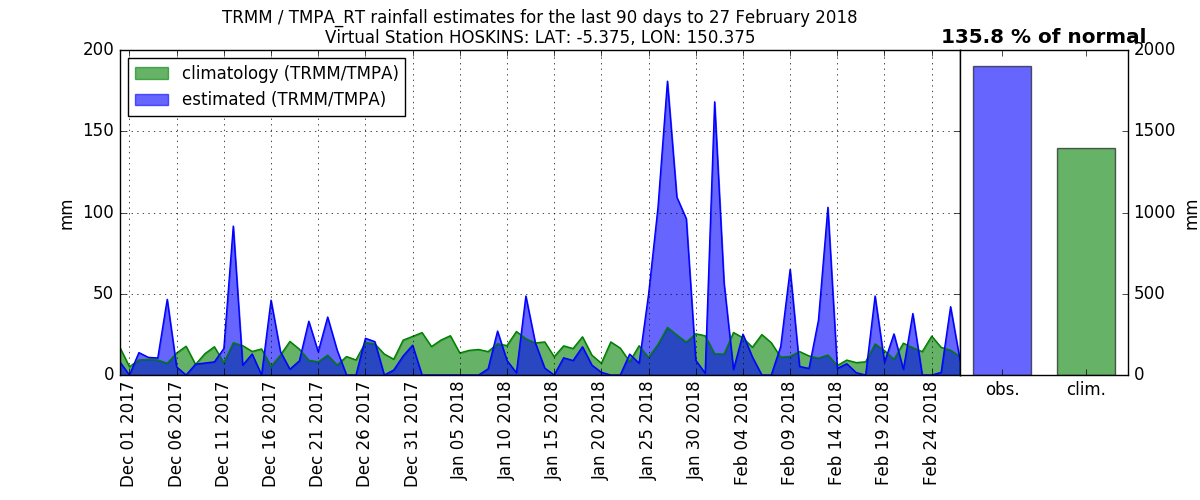 TRMM / TMPA_RT rainfall estimates for the last 90 days to 27 February 2018
Virtual Station HOSKINS: LAT: -5.375, LON: 150.375
135.8 % of normal
climatology (TRMM/TMPA)
estimated (TRMM/TMPA)
mm
200
150
100
50
0
Dec 01 2017
Dec 06 2017
Dec 11 2017
Dec 16 2017
Dec 21 2017
Dec 26 2017
Dec 31 2017
Jan 05 2018
Jan 10 2018
Jan 15 2018
Jan 20 2018
Jan 25 2018
Jan 30 2018
Feb 04 2018
Feb 09 2018
Feb 14 2018
Feb 19 2018
Feb 24 2018
obs.
clim.
2000
1500
1000
500
0
mm